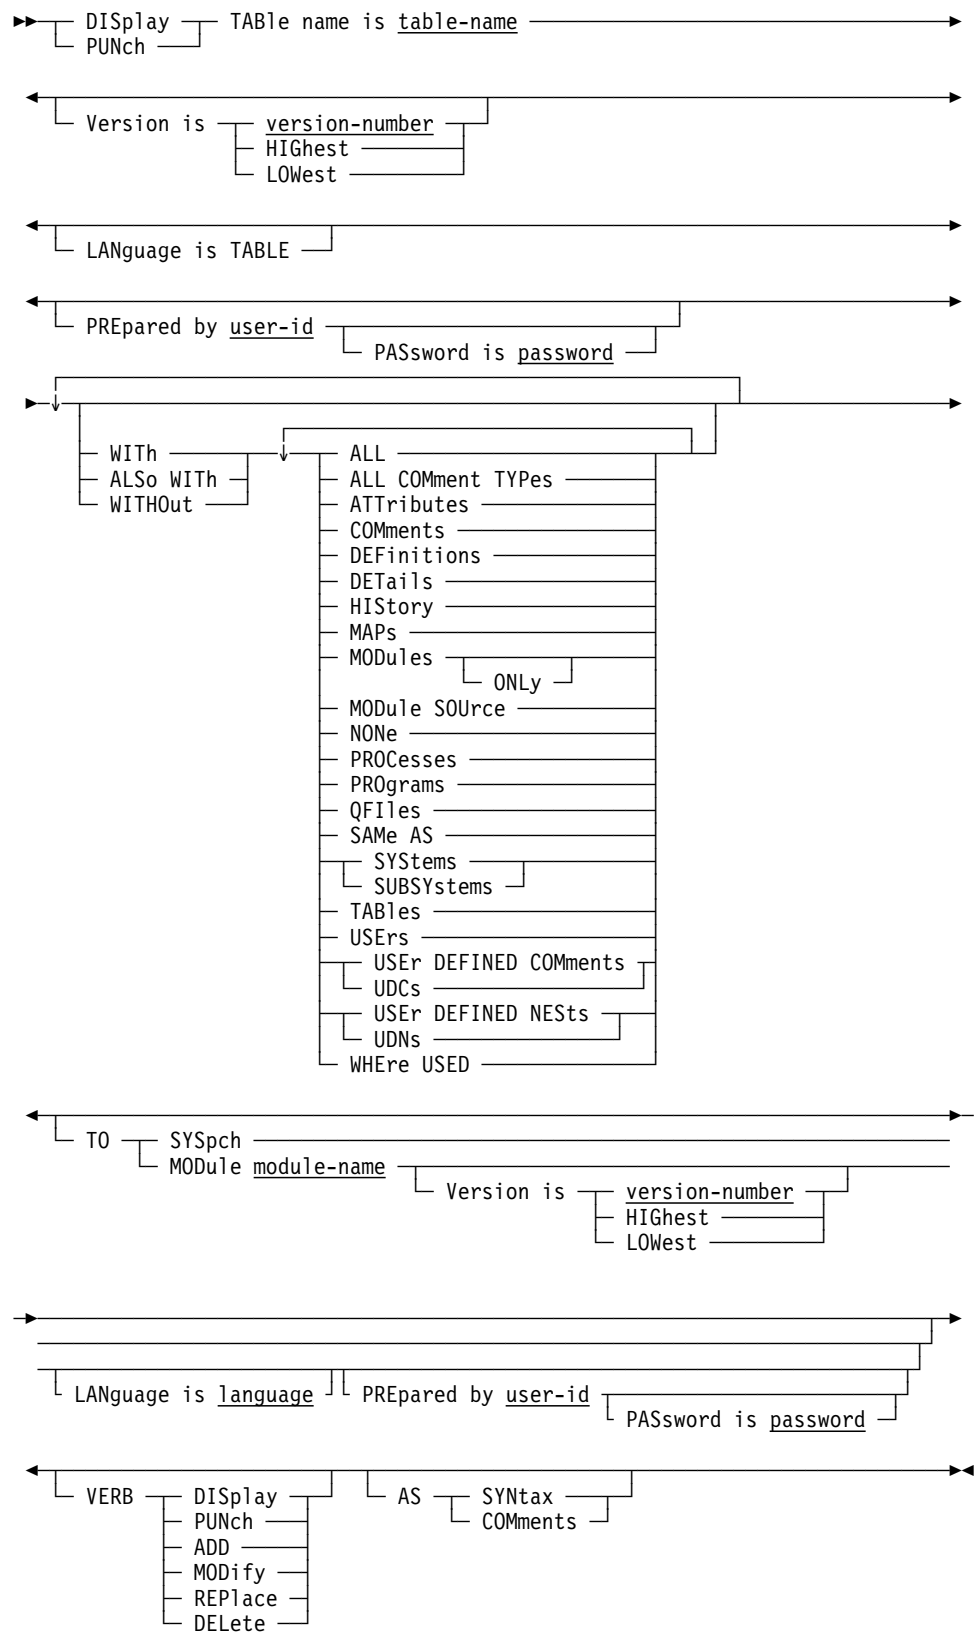 DISplay TABle name is table-name
PUNch
Version is version-number
HIGhest
LOWest
LANguage is TABLE
PREpared by user-id
PASsword is password
WITh ALL
ALSo WITh ALL COMment TYPes
WITHOut ATTributes
COMments
DEFinitions
DETails
HIStory
MAPs
MODules
ONLy
MODule SOUrce
NONe
PROCesses
PROgrams
QFIles
SAMe AS
SYStems
SUBSYstems
TABles
USErs
USEr DEFINED COMments
UDCs
USEr DEFINED NESts
UDNs
WHEre USED
TO SYSpch
MODule module-name
Version is version-number
HIGhest
LOWest
LANguage is language PREpared by user-id
PASsword is password
VERB DISplay AS SYNtax
PUNch COMments
ADD
MODify
REPlace
DELete